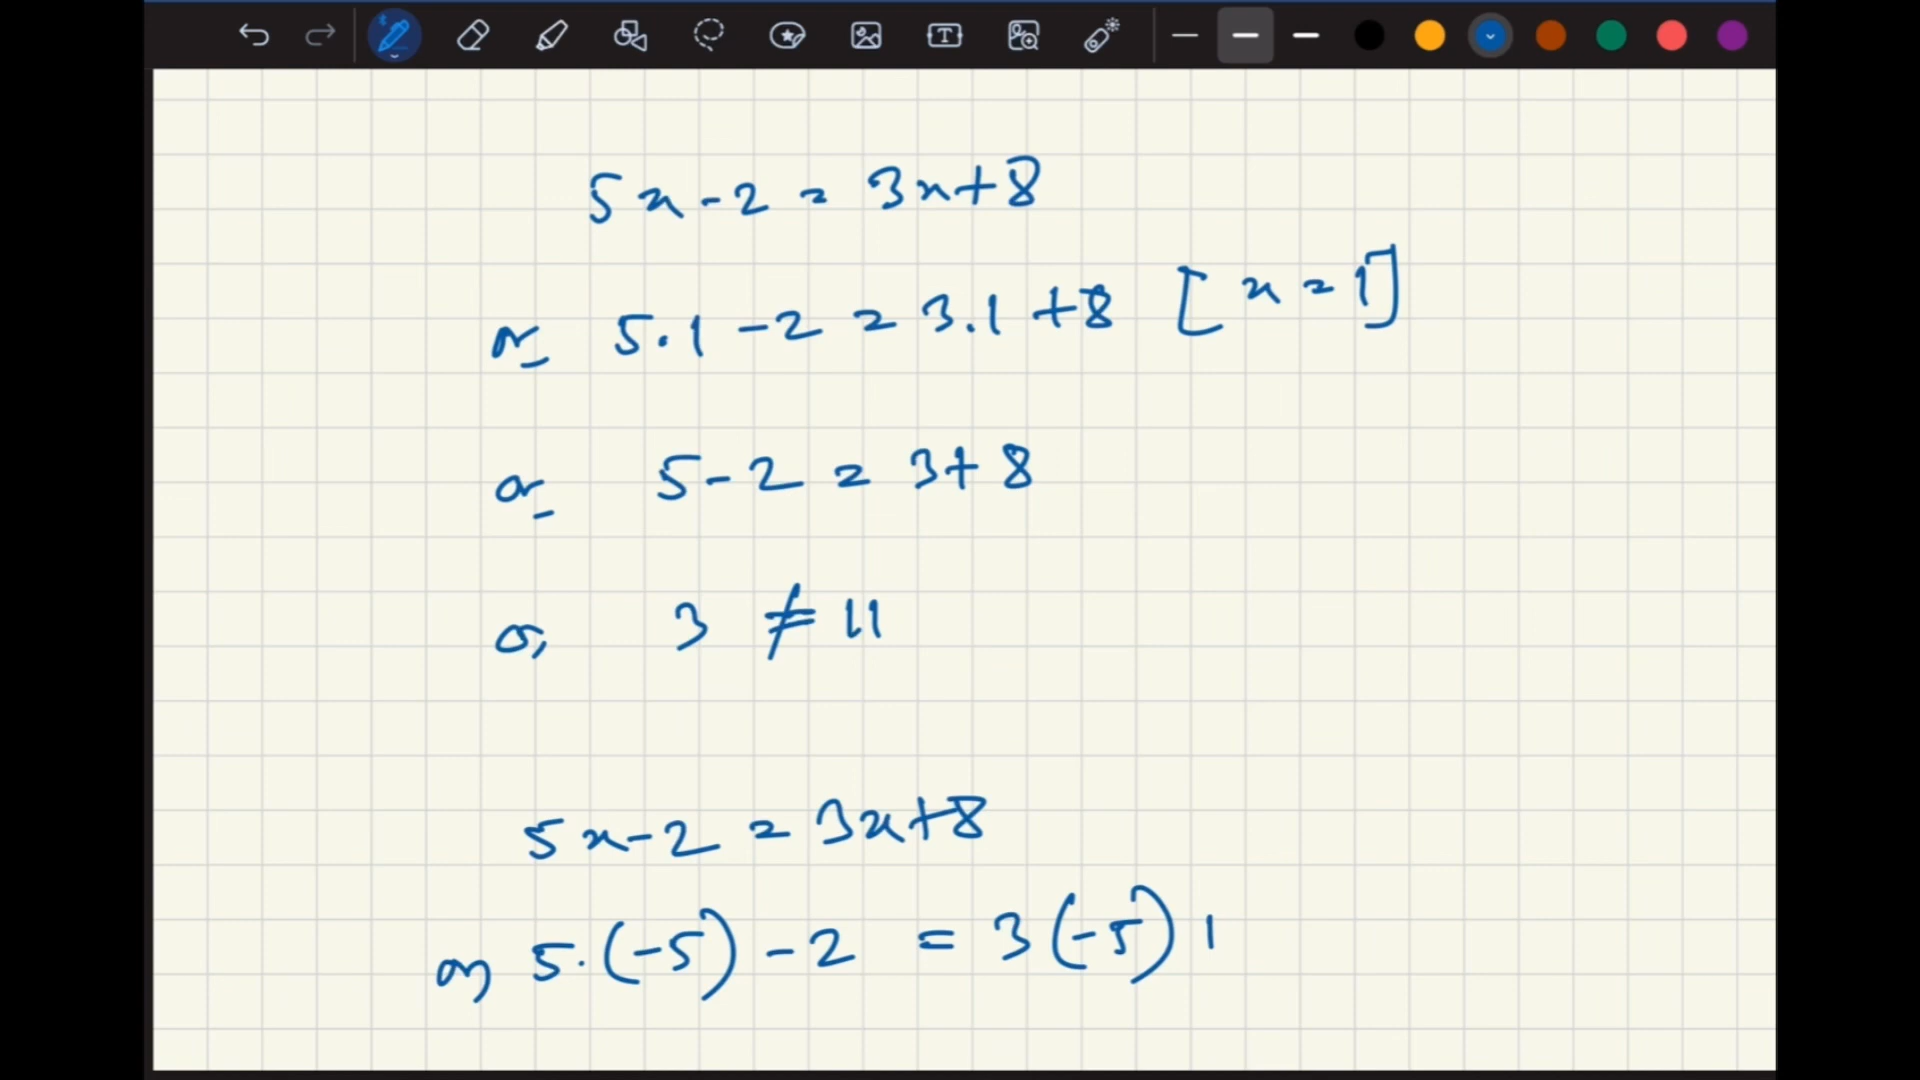 5x-2=3x+8
or 5.1-2=3.1+8 [x=1]
or 5-2=3+8
or, 3≠11
5x-2=3x+8
or, 5.(-5)-2=3(-5)